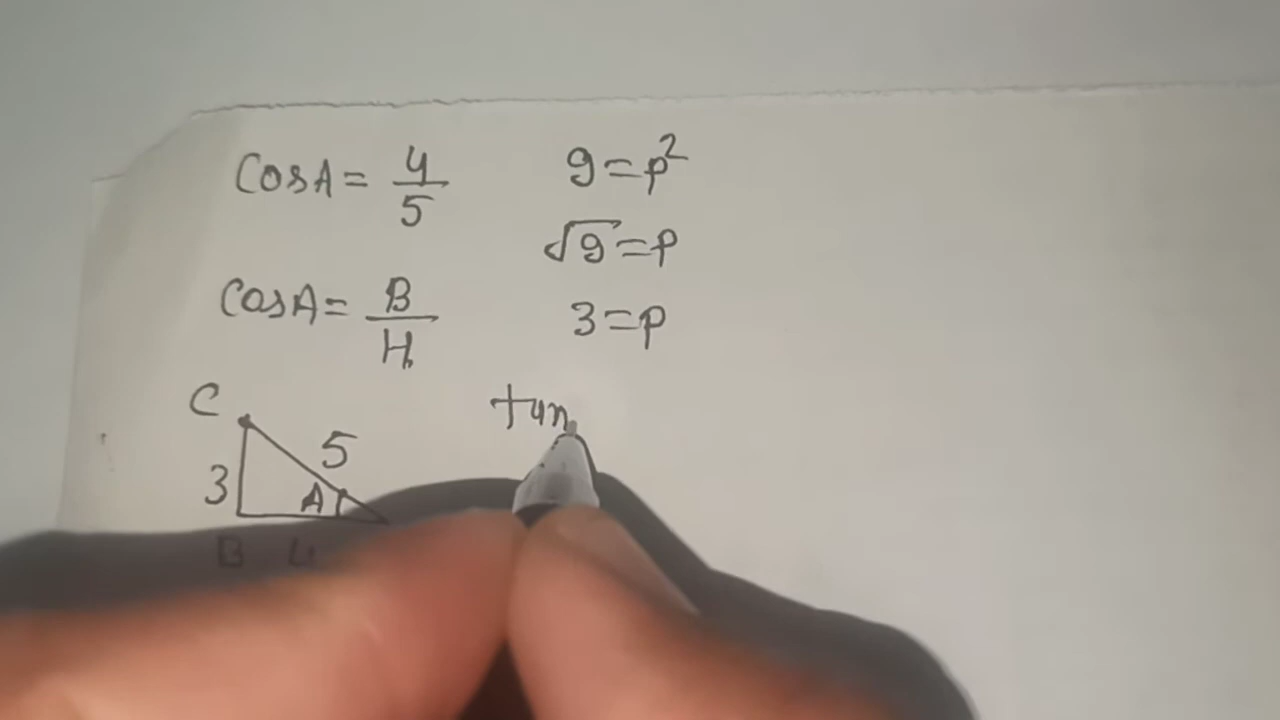 CosA = 4/5
CosA = B/H
C
5
3
A
B 4
9 = p²
√9 = p
3 = p
tan